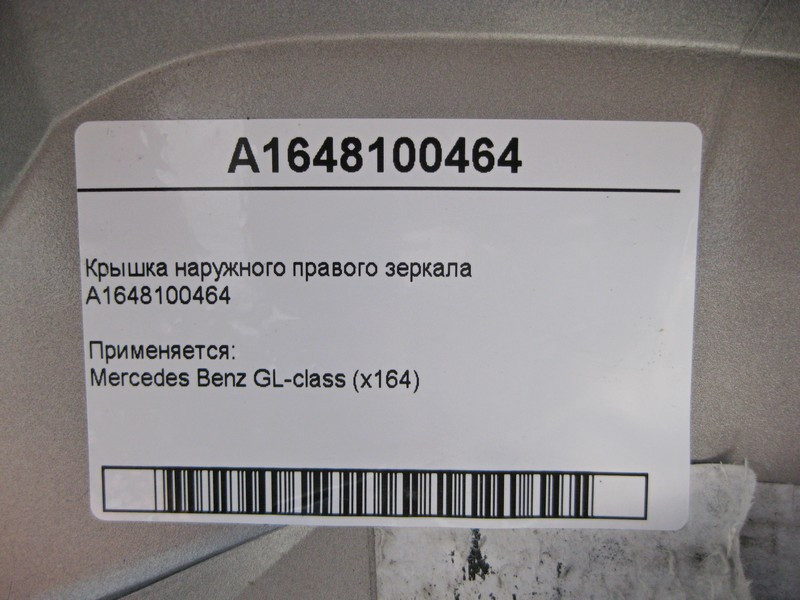 A1648100464
Крышка наружного правого зеркала
A1648100464
Применяется:
Mercedes Benz GL-class (x164)